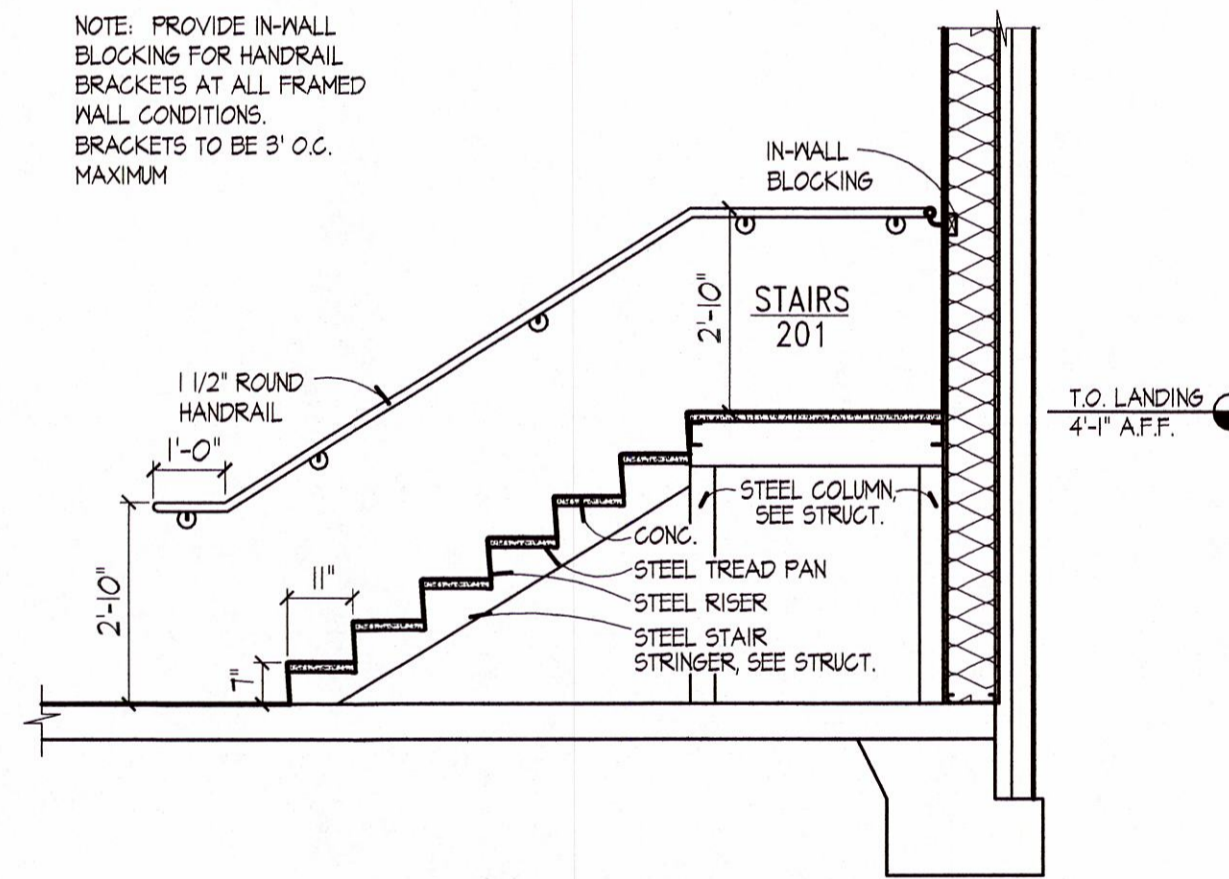 NOTE: PROVIDE IN-WALL
BLOCKING FOR HANDRAIL
BRACKETS AT ALL FRAMED
WALL CONDITIONS.
BRACKETS TO BE 3' O.C.
MAXIMUM
IN-WALL
BLOCKING
2'-10"
STAIRS
201
1 1/2" ROUND
HANDRAIL
1'-0"
T.O. LANDING
4'-1" A.F.F.
STEEL COLUMN,
SEE STRUCT.
CONC.
STEEL TREAD PAN
11"
STEEL RISER
2'-10"
STEEL STAIR
STRINGER, SEE STRUCT.
7"